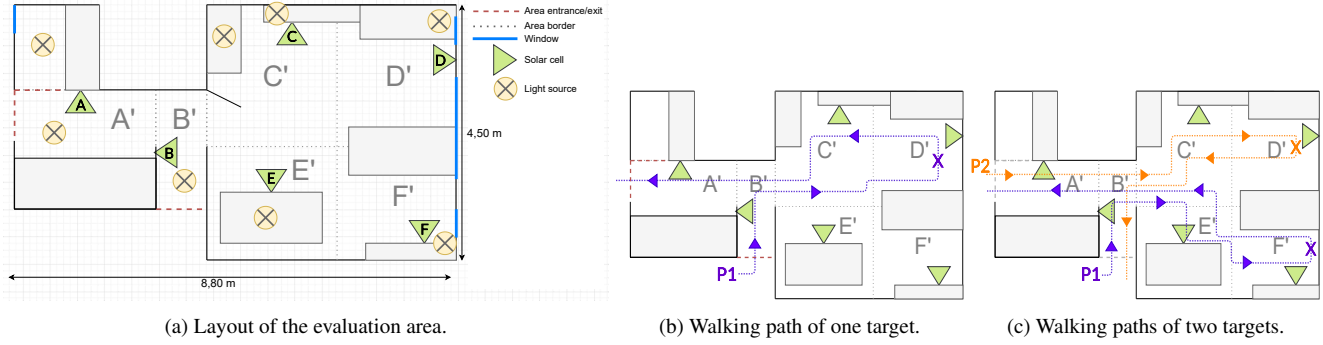 Area entrance/exit
Area border
Window
Solar cell
Light source
A
B
C
D
E
F
A'
B'
C'
D'
E'
F'
4,50 m
8,80 m
(a) Layout of the evaluation area.
C'
D'
X
A'
B'
E'
F'
P1
(b) Walking path of one target.
C'
D'
X
P2
A'
B'
E'
F'
X
P1
(c) Walking paths of two targets.